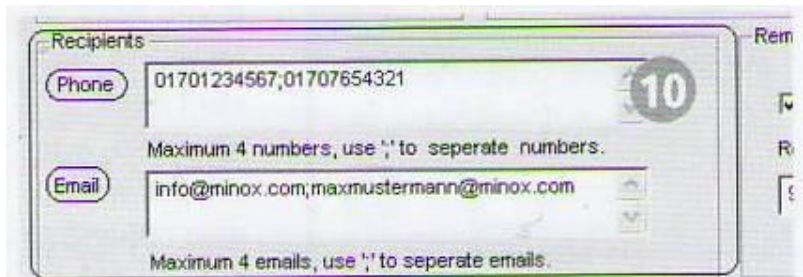 Recipients
Rem
Phone
01701234567;01707654321
10
Maximum 4 numbers, use ';' to seperate numbers.
Email
info@minox.com;maxmustermann@minox.com
Maximum 4 emails, use ';' to seperate emails.